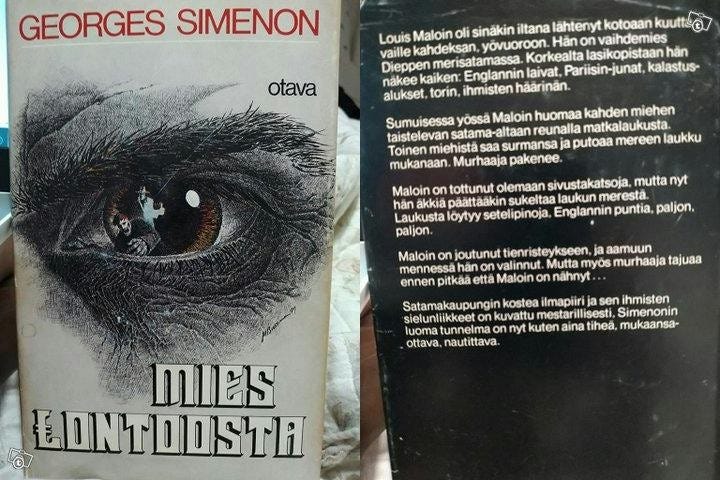 GEORGES SIMENON
otava
MIES
LONTOOSTA
Louis Maloin oli sinäkin iltana lähtenyt kotoaan kuutta
vaille kahdeksan, yövuoroon. Hän on vaihdemies
Dieppen merisatamassa. Korkealta lasikopistaan hän
näkee kaiken: Englannin laivat, Pariisin-junat, kalastus-
alukset, torin, ihmisten häärinän.
Sumuisessa yössä Maloin huomaa kahden miehen
taistelevan satama-altaan reunalla matkalaukusta.
Toinen miehistä saa surmansa ja putoaa mereen laukku
mukanaan. Murhaaja pakenee.
Maloin on tottunut olemaan sivustakatsoja, mutta nyt
hän äkkiä päättääkin sukeltaa laukun merestä.
Laukusta löytyy setelipinoja, Englannin puntia, paljon,
paljon.
Maloin on joutunut tienristeykseen, ja aamuun
mennessä hän on valinnut. Mutta myös murhaaja tajuaa
ennen pitkää että Maloin on nähnyt...
Satamakaupungin kostea ilmapiiri ja sen ihmisten
sielunliikkeet on kuvattu mestarillisesti. Simenonin
luoma tunnelma on nyt kuten aina tiheä, mukaansa-
ottava, nautittava.